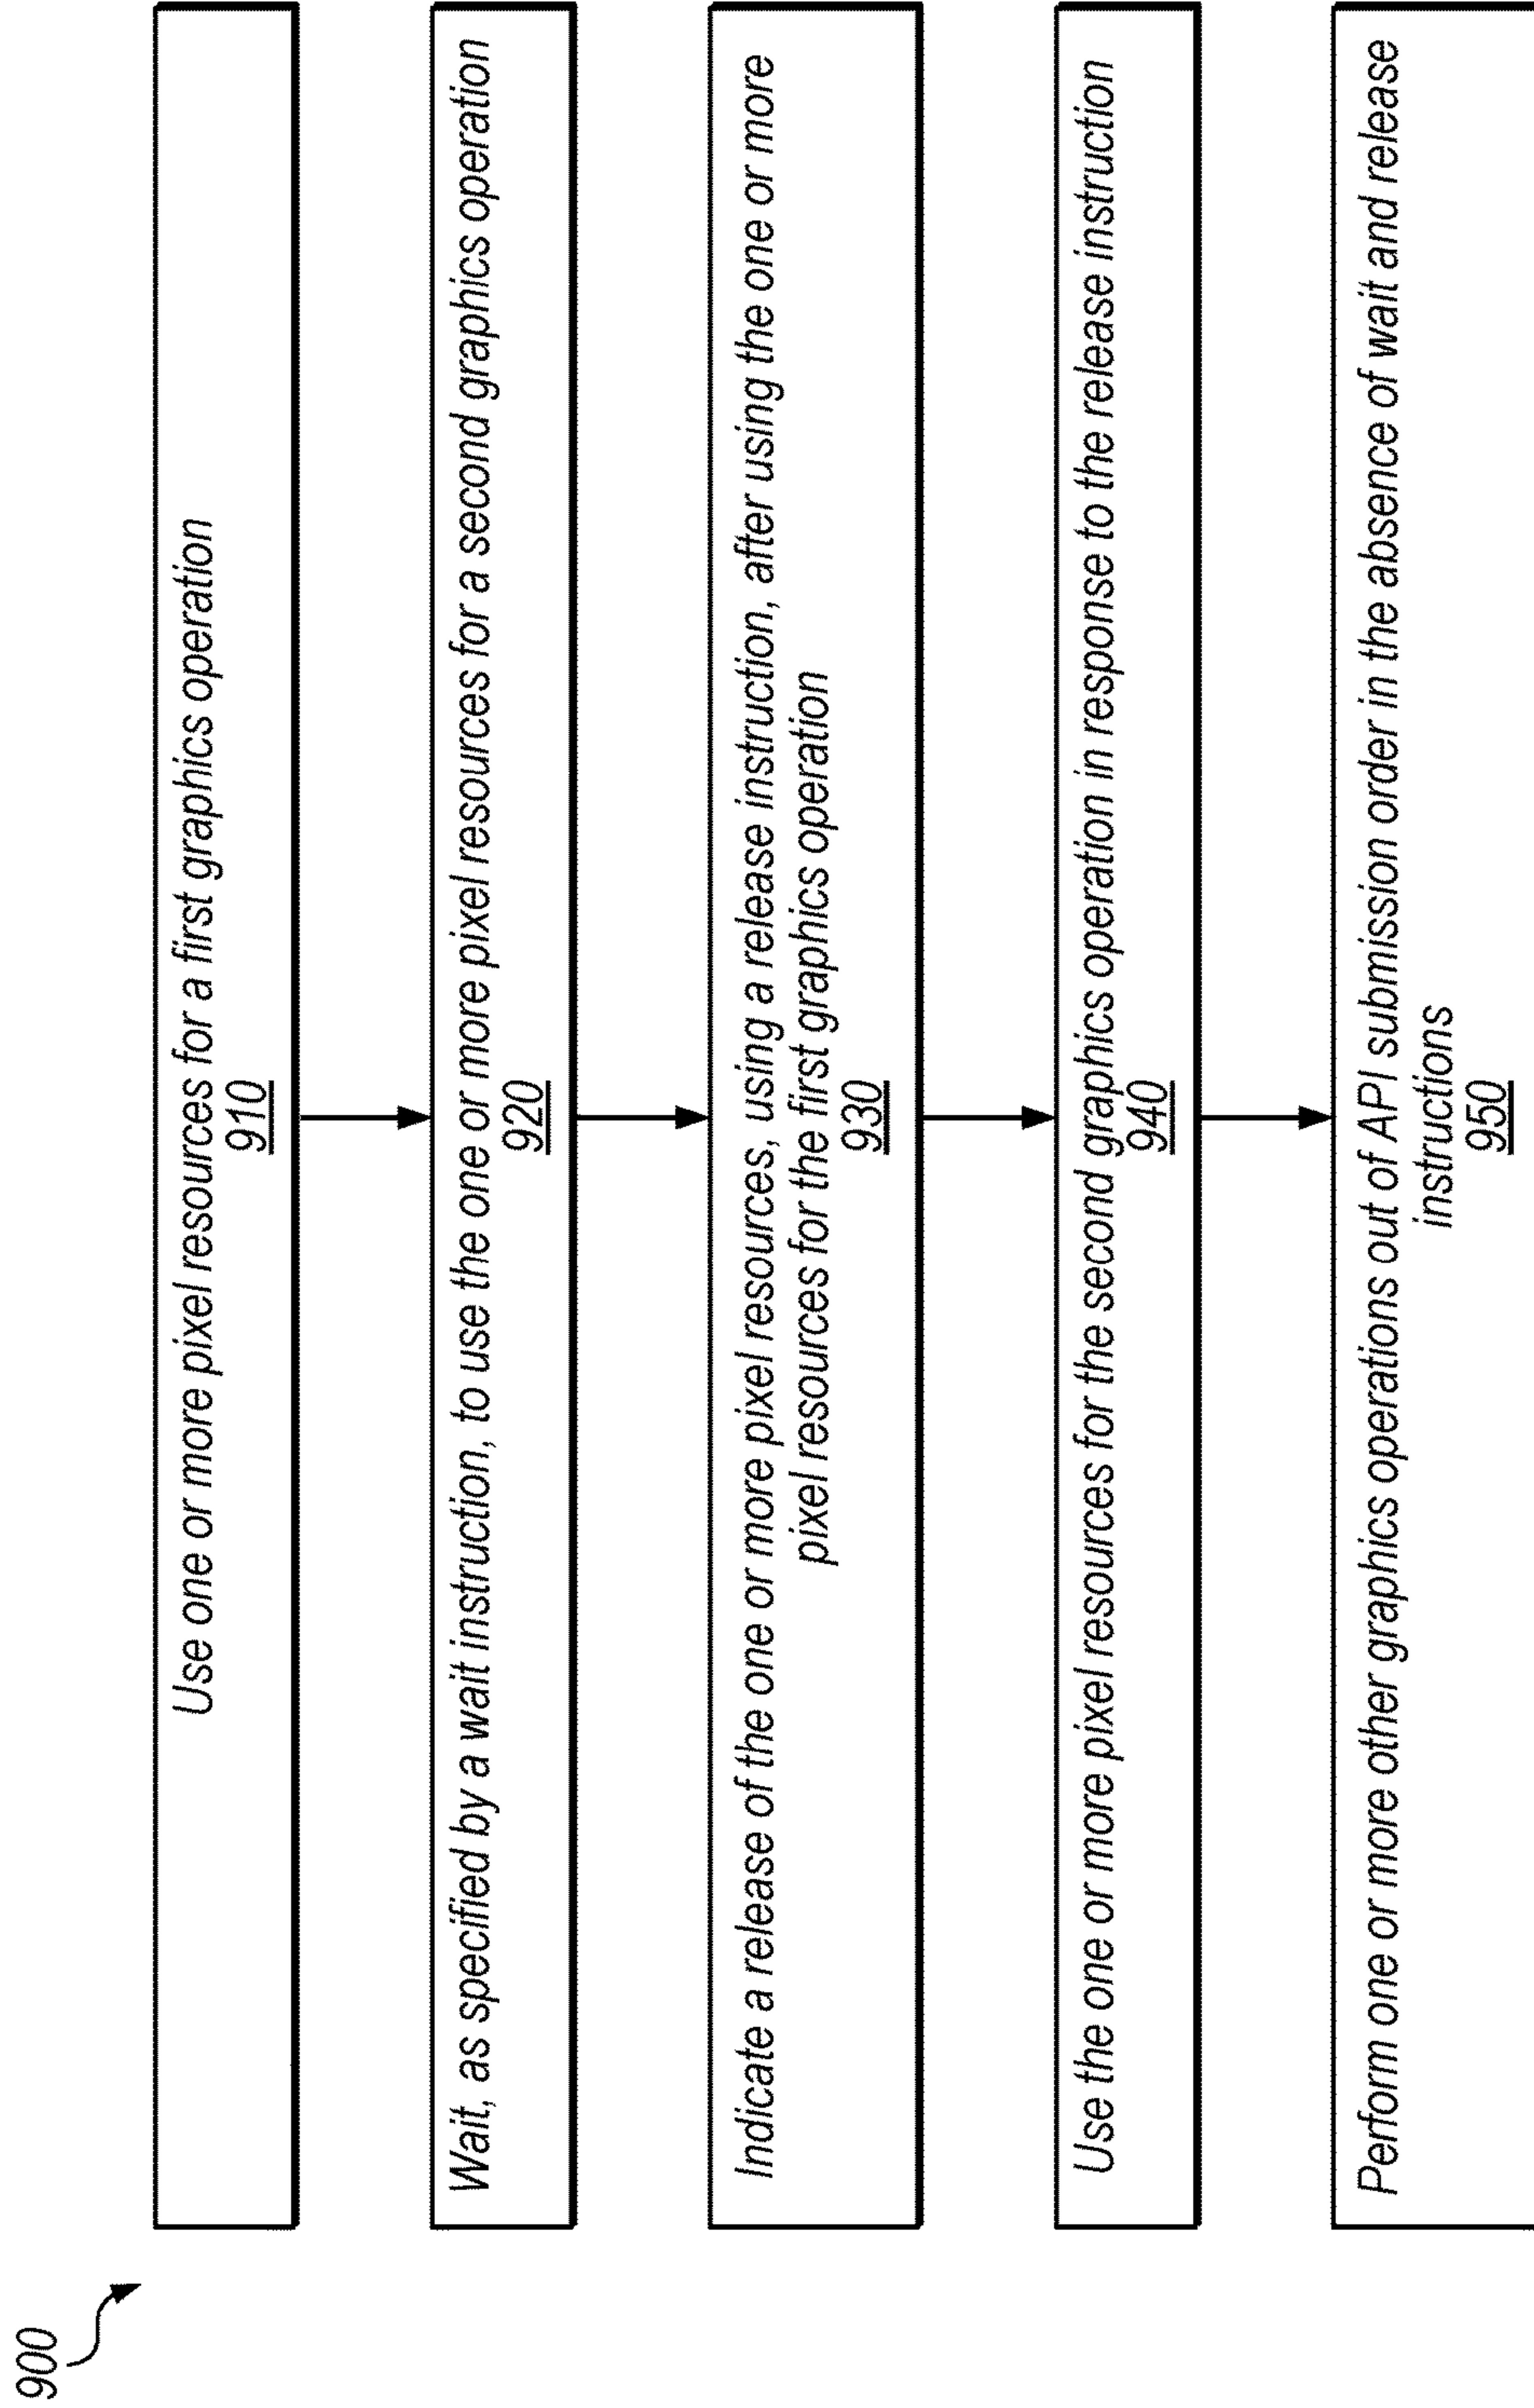 900
Use one or more pixel resources for a first graphics operation
910
Wait, as specified by a wait instruction, to use the one or more pixel resources for a second graphics operation
920
Indicate a release of the one or more pixel resources, using a release instruction, after using the one or more
pixel resources for the first graphics operation
930
Use the one or more pixel resources for the second graphics operation in response to the release instruction
940
Perform one or more other graphics operations out of API submission order in the absence of wait and release
instructions
950